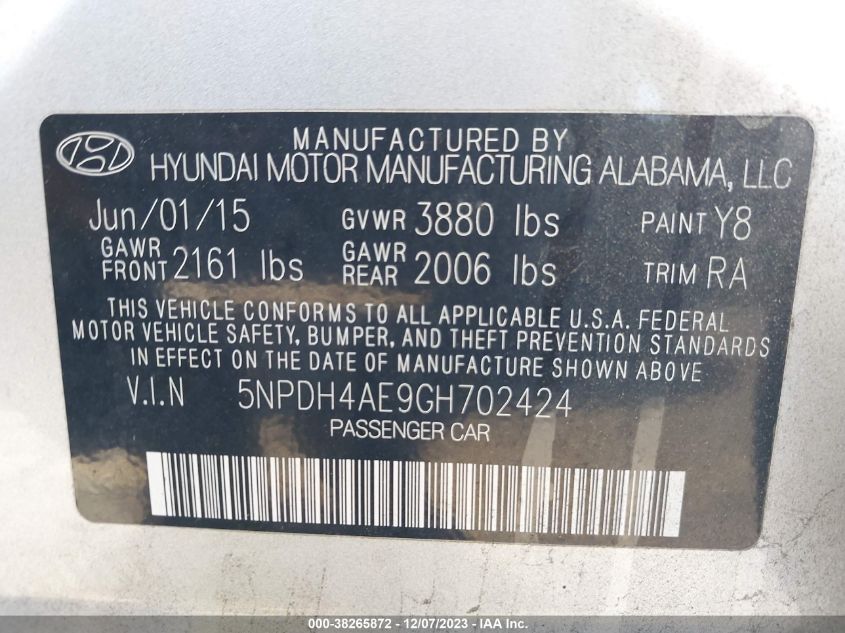 MANUFACTURED BY
HYUNDAI MOTOR MANUFACTURING ALABAMA, LLC
Jun/01/15 GVWR 3880 lbs PAINT Y8
GAWR FRONT 2161 lbs GAWR REAR 2006 lbs TRIM RA
THIS VEHICLE CONFORMS TO ALL APPLICABLE U.S.A. FEDERAL
MOTOR VEHICLE SAFETY, BUMPER, AND THEFT PREVENTION STANDARDS
IN EFFECT ON THE DATE OF MANUFACTURE SHOWN ABOVE.
V.I.N 5NPDH4AE9GH702424
PASSENGER CAR
000-38265872 - 12/07/2023 - IAAI.com